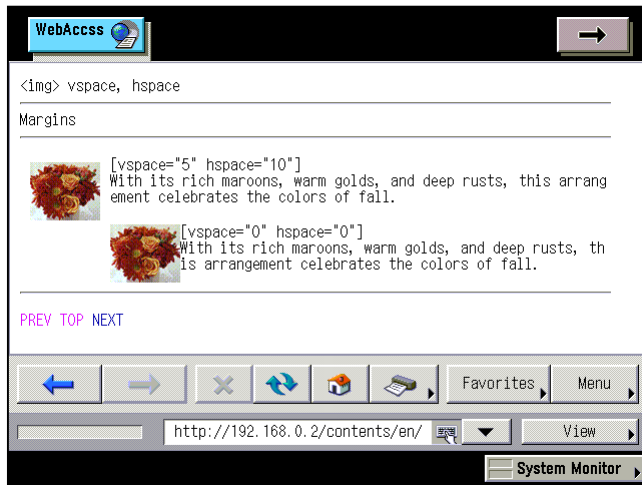 WebAccss
<img> vspace, hspace
Margins
[vspace="5" hspace="10"]
With its rich maroons, warm golds, and deep rusts, this arrang
ement celebrates the colors of fall.
[vspace="0" hspace="0"]
With its rich maroons, warm golds, and deep rusts, th
is arrangement celebrates the colors of fall.
PREV TOP NEXT
Favorites Menu
http://192.168.0.2/contents/en/ View
System Monitor